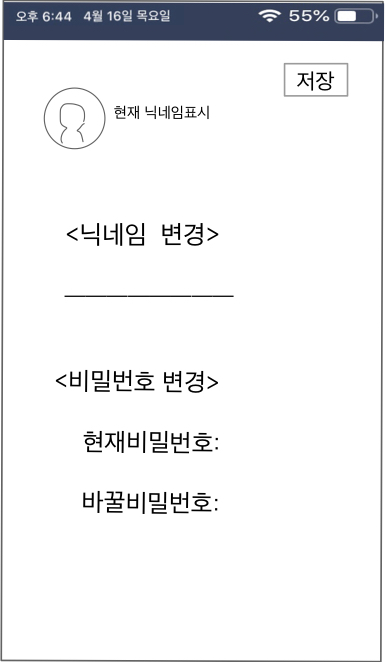 오후 6:44 4월 16일 목요일 55%
저장
현재 닉네임표시
<닉네임 변경>
<비밀번호 변경>
현재비밀번호:
바꿀비밀번호: